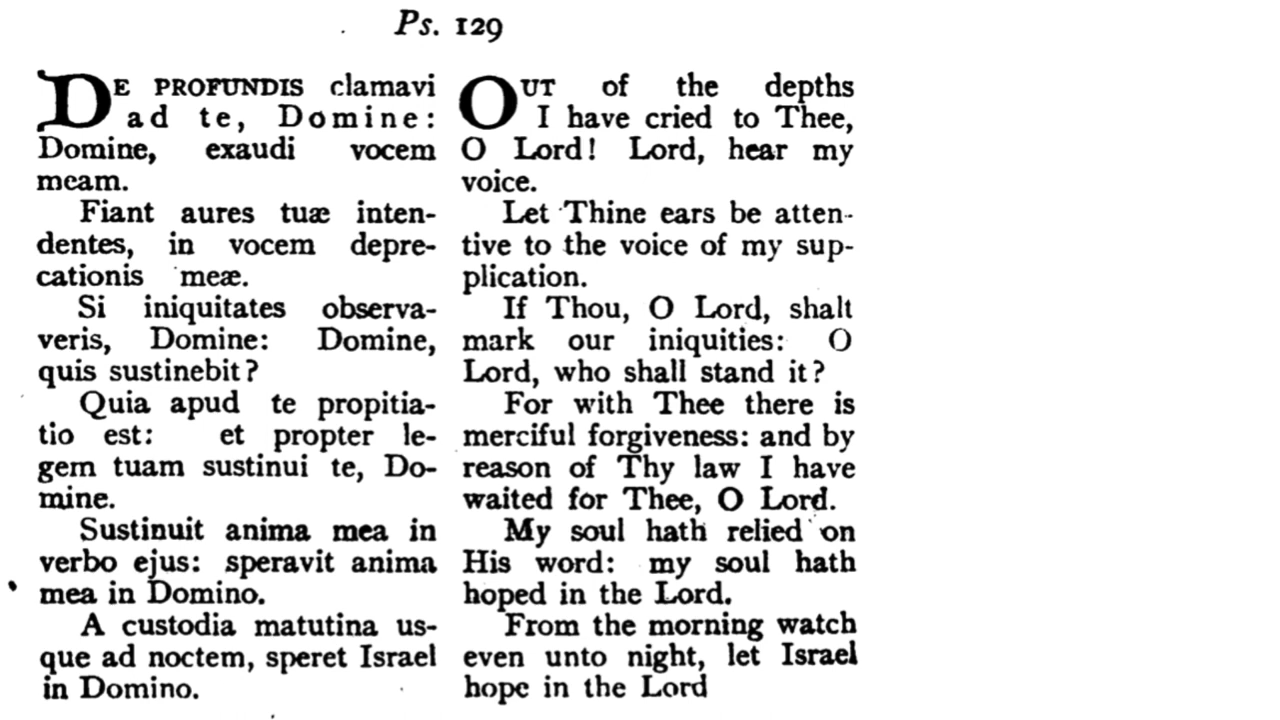 Ps. 129
DE PROFUNDIS clamavi
ad te, Domine:
Domine, exaudi vocem
meam.
Fiant aures tuæ inten-
dentes, in vocem depre-
cationis meæ.
Si iniquitates observa-
veris, Domine: Domine,
quis sustinebit?
Quia apud te propitia-
tio est: et propter le-
gem tuam sustinui te, Do-
mine.
Sustinuit anima mea in
verbo ejus: speravit anima
mea in Domino.
A custodia matutina us-
que ad noctem, speret Israel
in Domino.
OUT of the depths
I have cried to Thee,
O Lord! Lord, hear my
voice.
Let Thine ears be atten-
tive to the voice of my sup-
plication.
If Thou, O Lord, shalt
mark our iniquities: O
Lord, who shall stand it?
For with Thee there is
merciful forgiveness: and by
reason of Thy law I have
waited for Thee, O Lord.
My soul hath relied on
His word: my soul hath
hoped in the Lord.
From the morning watch
even unto night, let Israel
hope in the Lord